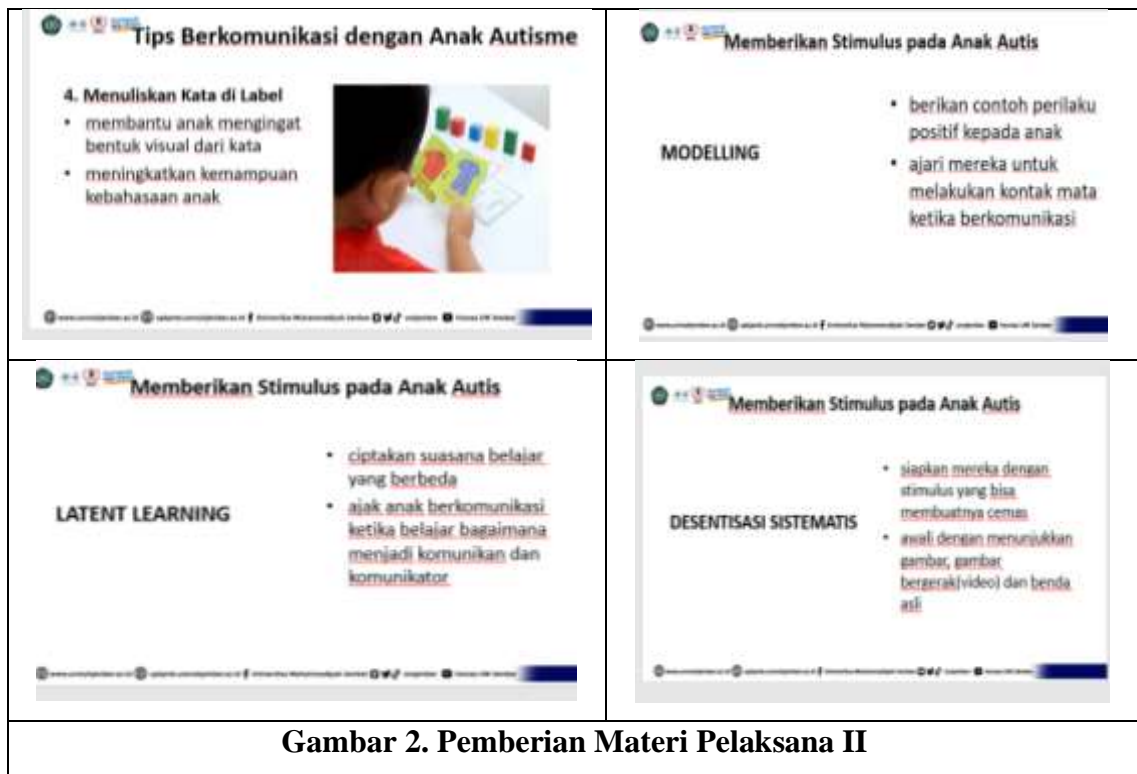 Tips Berkomunikasi dengan Anak Autisme
4. Menuliskan Kata di Label
• membantu anak mengingat
bentuk visual dari kata
• meningkatkan kemampuan
kebahasaan anak
Memberikan Stimulus pada Anak Autis
MODELLING
• berikan contoh perilaku
positif kepada anak
• ajari mereka untuk
melakukan kontak mata
ketika berkomunikasi
Memberikan Stimulus pada Anak Autis
LATENT LEARNING
• ciptakan suasana belajar
yang berbeda
• ajak anak berkomunikasi
ketika belajar bagaimana
menjadi komunikan dan
komunikator
Memberikan Stimulus pada Anak Autis
DESENTISASI SISTEMATIS
• siapkan mereka dengan
stimulus yang bisa
membuatnya cemas
• awali dengan menunjukkan
gambar, gambar
bergerak(video) dan benda
asli
Gambar 2. Pemberian Materi Pelaksana II